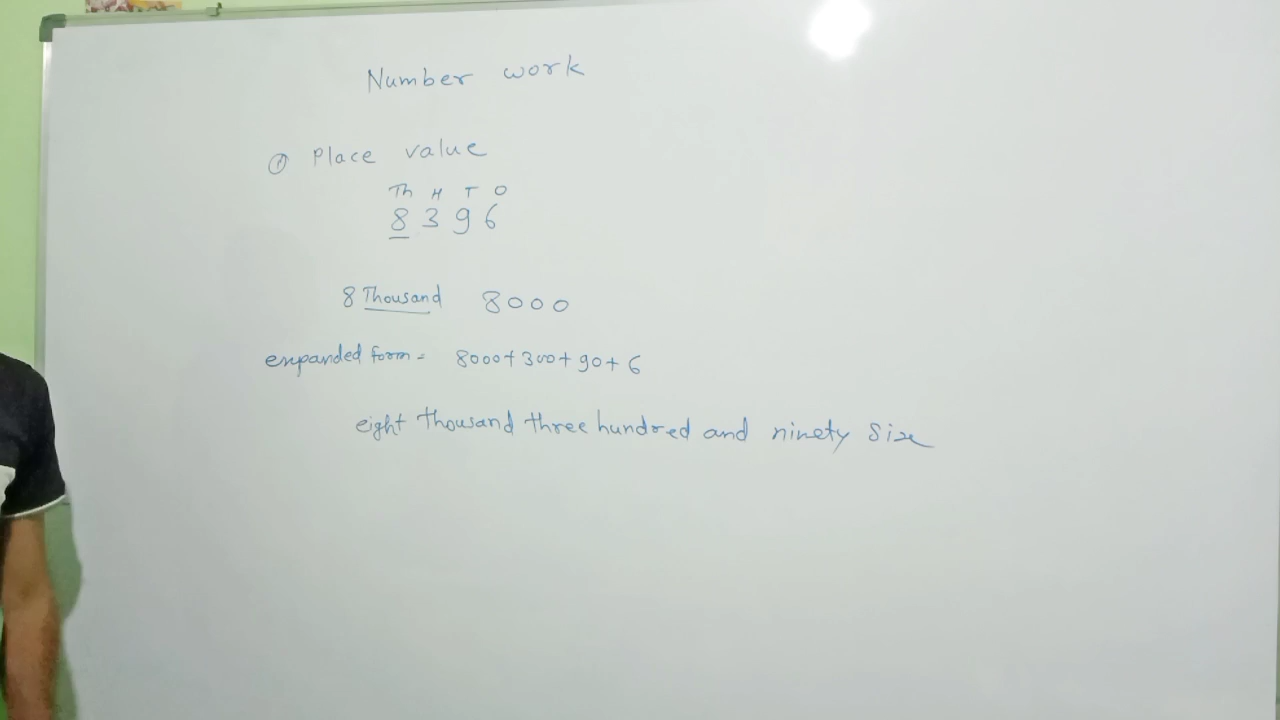 Number work
① Place value
Th H T O
8 3 9 6
8 Thousand 8000
expanded form = 8000+300+90+6
eight thousand three hundred and ninety six